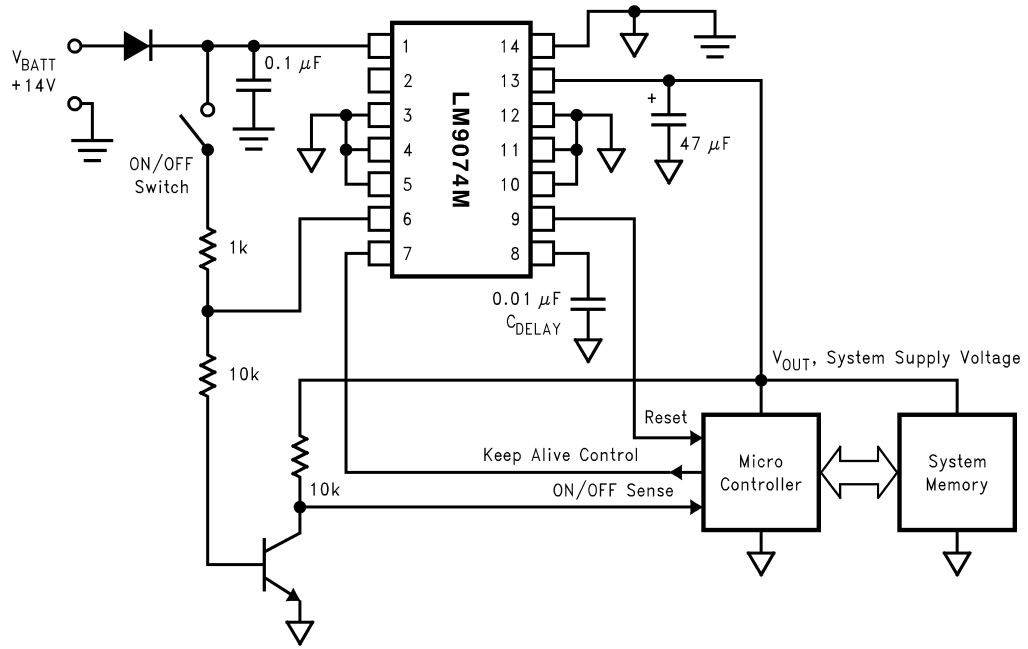 V_BATT
+14V
0.1 μF
ON/OFF
Switch
1k
10k
LM9074M
1
2
3
4
5
6
7
14
13
12
11
10
9
8
+
47 μF
0.01 μF
C_DELAY
V_OUT, System Supply Voltage
Reset
Keep Alive Control
ON/OFF Sense
10k
Micro
Controller
System
Memory